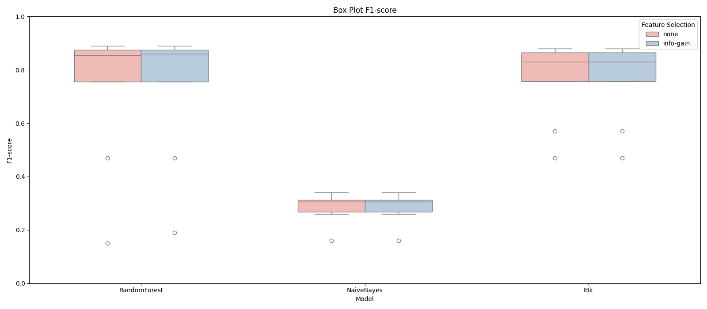 Box Plot F1-score
Feature Selection
none
info-gain
1.0
0.8
0.6
0.4
0.2
0.0
F1-score
RandomForest
NaiveBayes
IBk
Model